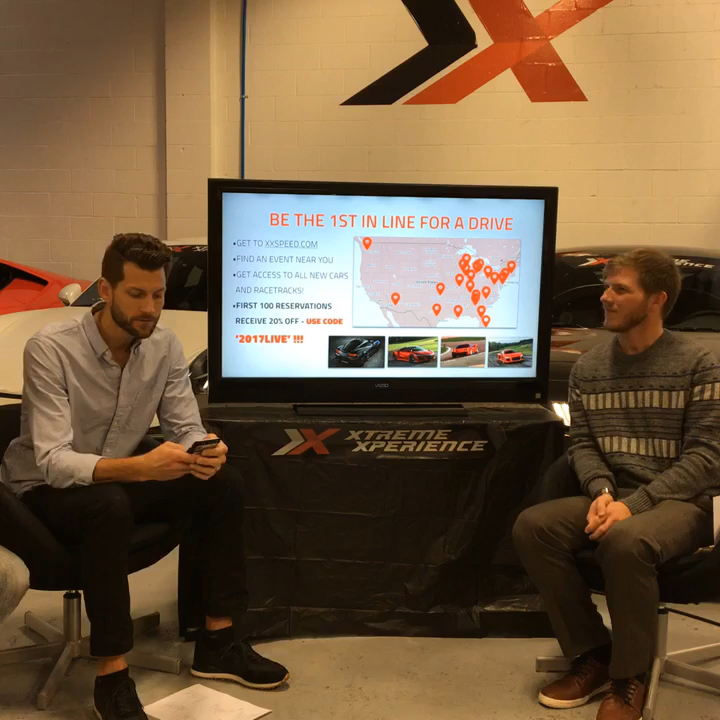 BE THE 1ST IN LINE FOR A DRIVE
•GET TO XXSPEED.COM
•FIND AN EVENT NEAR YOU
•GET ACCESS TO ALL NEW CARS
AND RACETRACKS!
•FIRST 100 RESERVATIONS
RECEIVE 20% OFF - USE CODE
'2017LIVE' !!!
VIZIO
XTREME
XPERIENCE